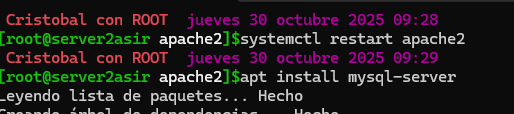 Cristobal con ROOT jueves 30 octubre 2025 09:28
[root@server2asir apache2]$systemctl restart apache2
Cristobal con ROOT jueves 30 octubre 2025 09:29
[root@server2asir apache2]$apt install mysql-server
Leyendo lista de paquetes... Hecho
Creando árbol de dependencias... Hecho